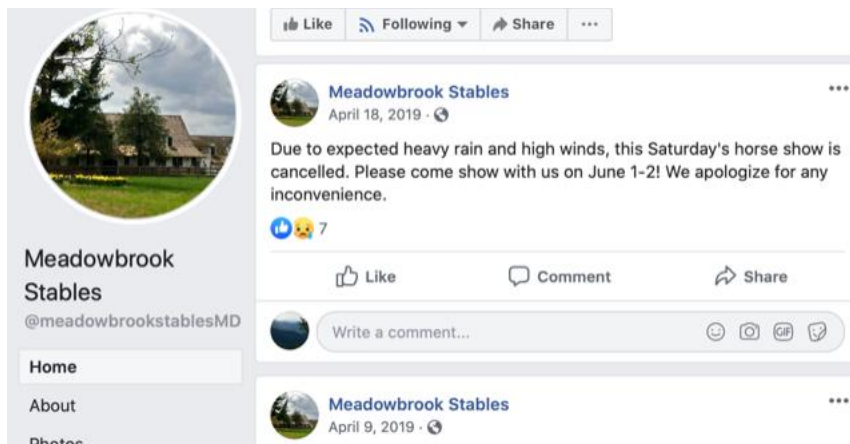 Like Following Share ...
Meadowbrook Stables ...
April 18, 2019 ·
Due to expected heavy rain and high winds, this Saturday's horse show is
cancelled. Please come show with us on June 1-2! We apologize for any
inconvenience.
7
Like Comment Share
Write a comment... GIF
Meadowbrook
Stables
@meadowbrookstablesMD
Home
About
Photos
Meadowbrook Stables ...
April 9, 2019 ·